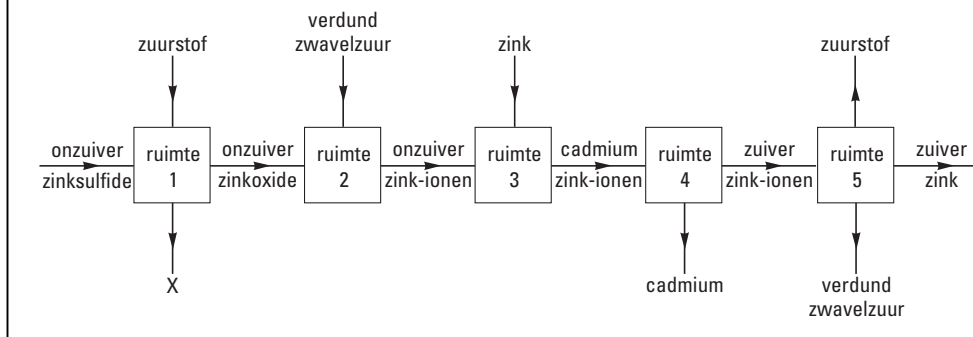 zuurstof
verdund
zwavelzuur
zink
zuurstof
onzuiver
zinksulfide
ruimte
1
onzuiver
zinkoxide
ruimte
2
onzuiver
zink-ionen
ruimte
3
cadmium
zink-ionen
ruimte
4
zuiver
zink-ionen
ruimte
5
zuiver
zink
X
cadmium
verdund
zwavelzuur